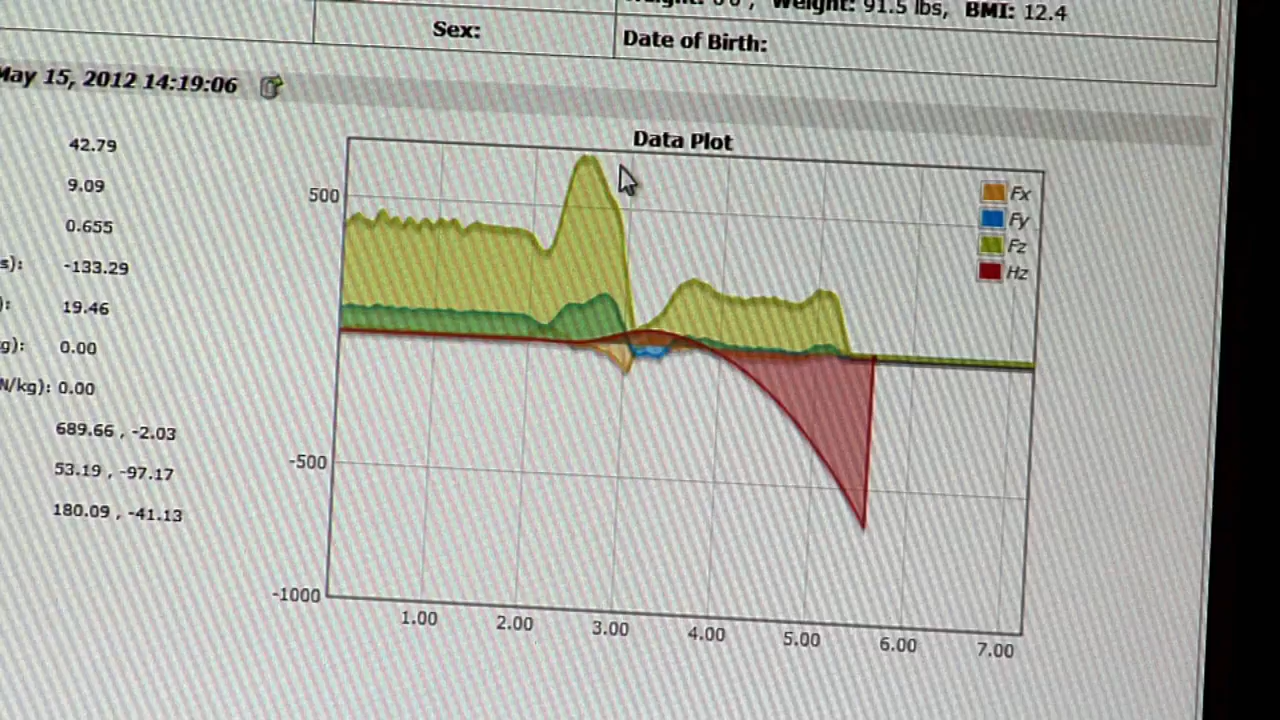 Weight: 91.5 lbs, BMI: 12.4
Sex:
Date of Birth:
May 15, 2012 14:19:06
42.79
9.09
0.655
s): -133.29
): 19.46
g): 0.00
N/kg): 0.00
689.66 , -2.03
53.19 , -97.17
180.09 , -41.13
Data Plot
500
-500
-1000
1.00 2.00 3.00 4.00 5.00 6.00 7.00
Fx
Fy
Fz
Hz